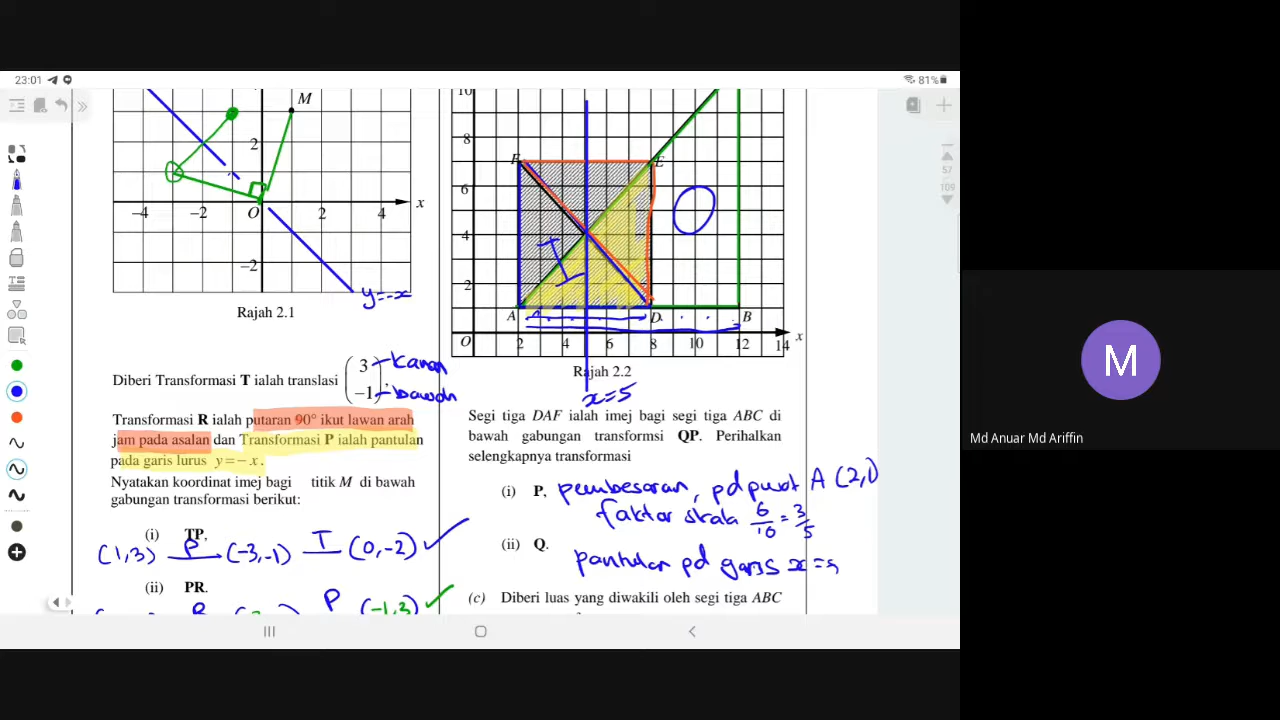 23:01
81%
57
109
M
2
x
-4
-2
O
2
4
-2
y=-x
Rajah 2.1
10
8
6
4
2
F
E
A
D
B
x
O
2
4
6
8
10
12
14
Rajah 2.2
x=5
Diberi Transformasi T ialah translasi (3 -1).
kanan
bawah
Transformasi R ialah putaran 90° ikut lawan arah
jam pada asalan dan Transformasi P ialah pantulan
pada garis lurus y = – x.
Nyatakan koordinat imej bagi titik M di bawah
gabungan transformasi berikut:
(i) TP,
(1,3) P (-3,-1) T (0,-2)
(ii) PR.
R P (-1,3)
Segi tiga DAF ialah imej bagi segi tiga ABC di
bawah gabungan transformsi QP. Perihalkan
selengkapnya transformasi
(i) P, pembesaran, pd pusat A (2,1)
faktor skala 6/10 = 3/5
(ii) Q.
pantulan pd garis x =
(c) Diberi luas yang diwakili oleh segi tiga ABC
M
Md Anuar Md Ariffin